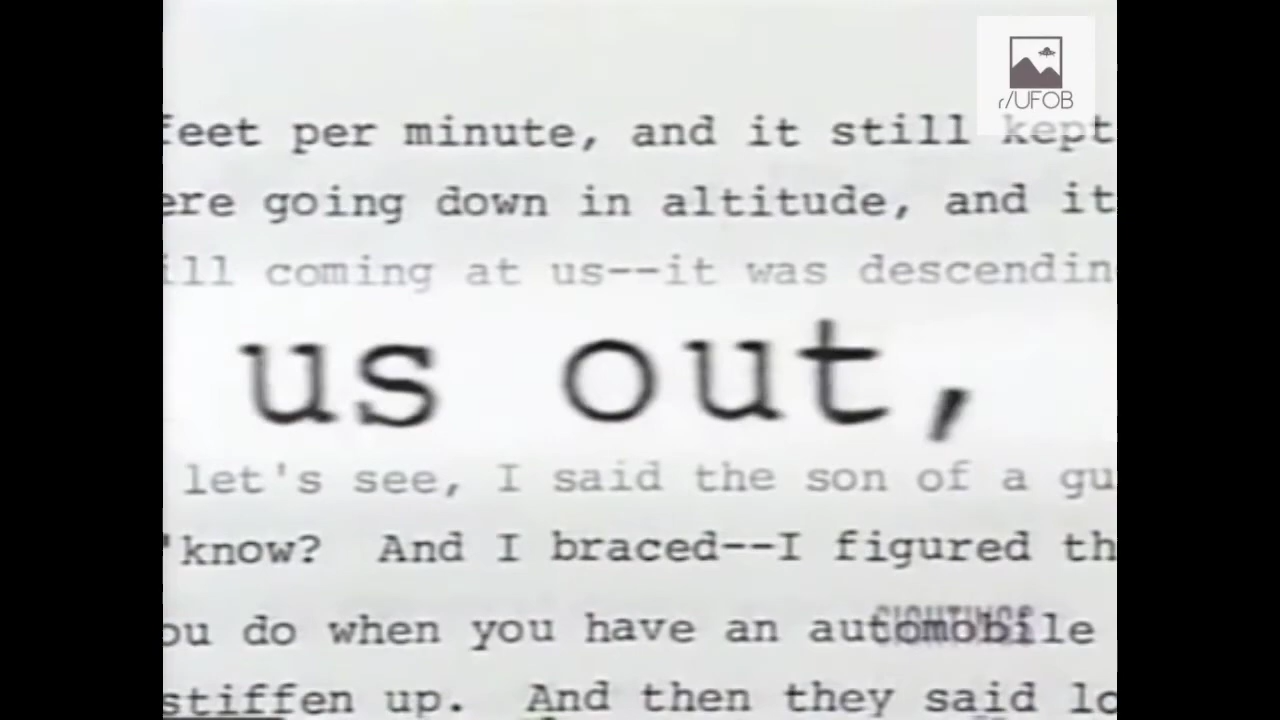 r/UFOB
feet per minute, and it still kept
ere going down in altitude, and it
ill coming at us--it was descendin
us out,
let's see, I said the son of a gu
'know? And I braced--I figured th
ou do when you have an automobile
SIGHTINGS
stiffen up. And then they said lo